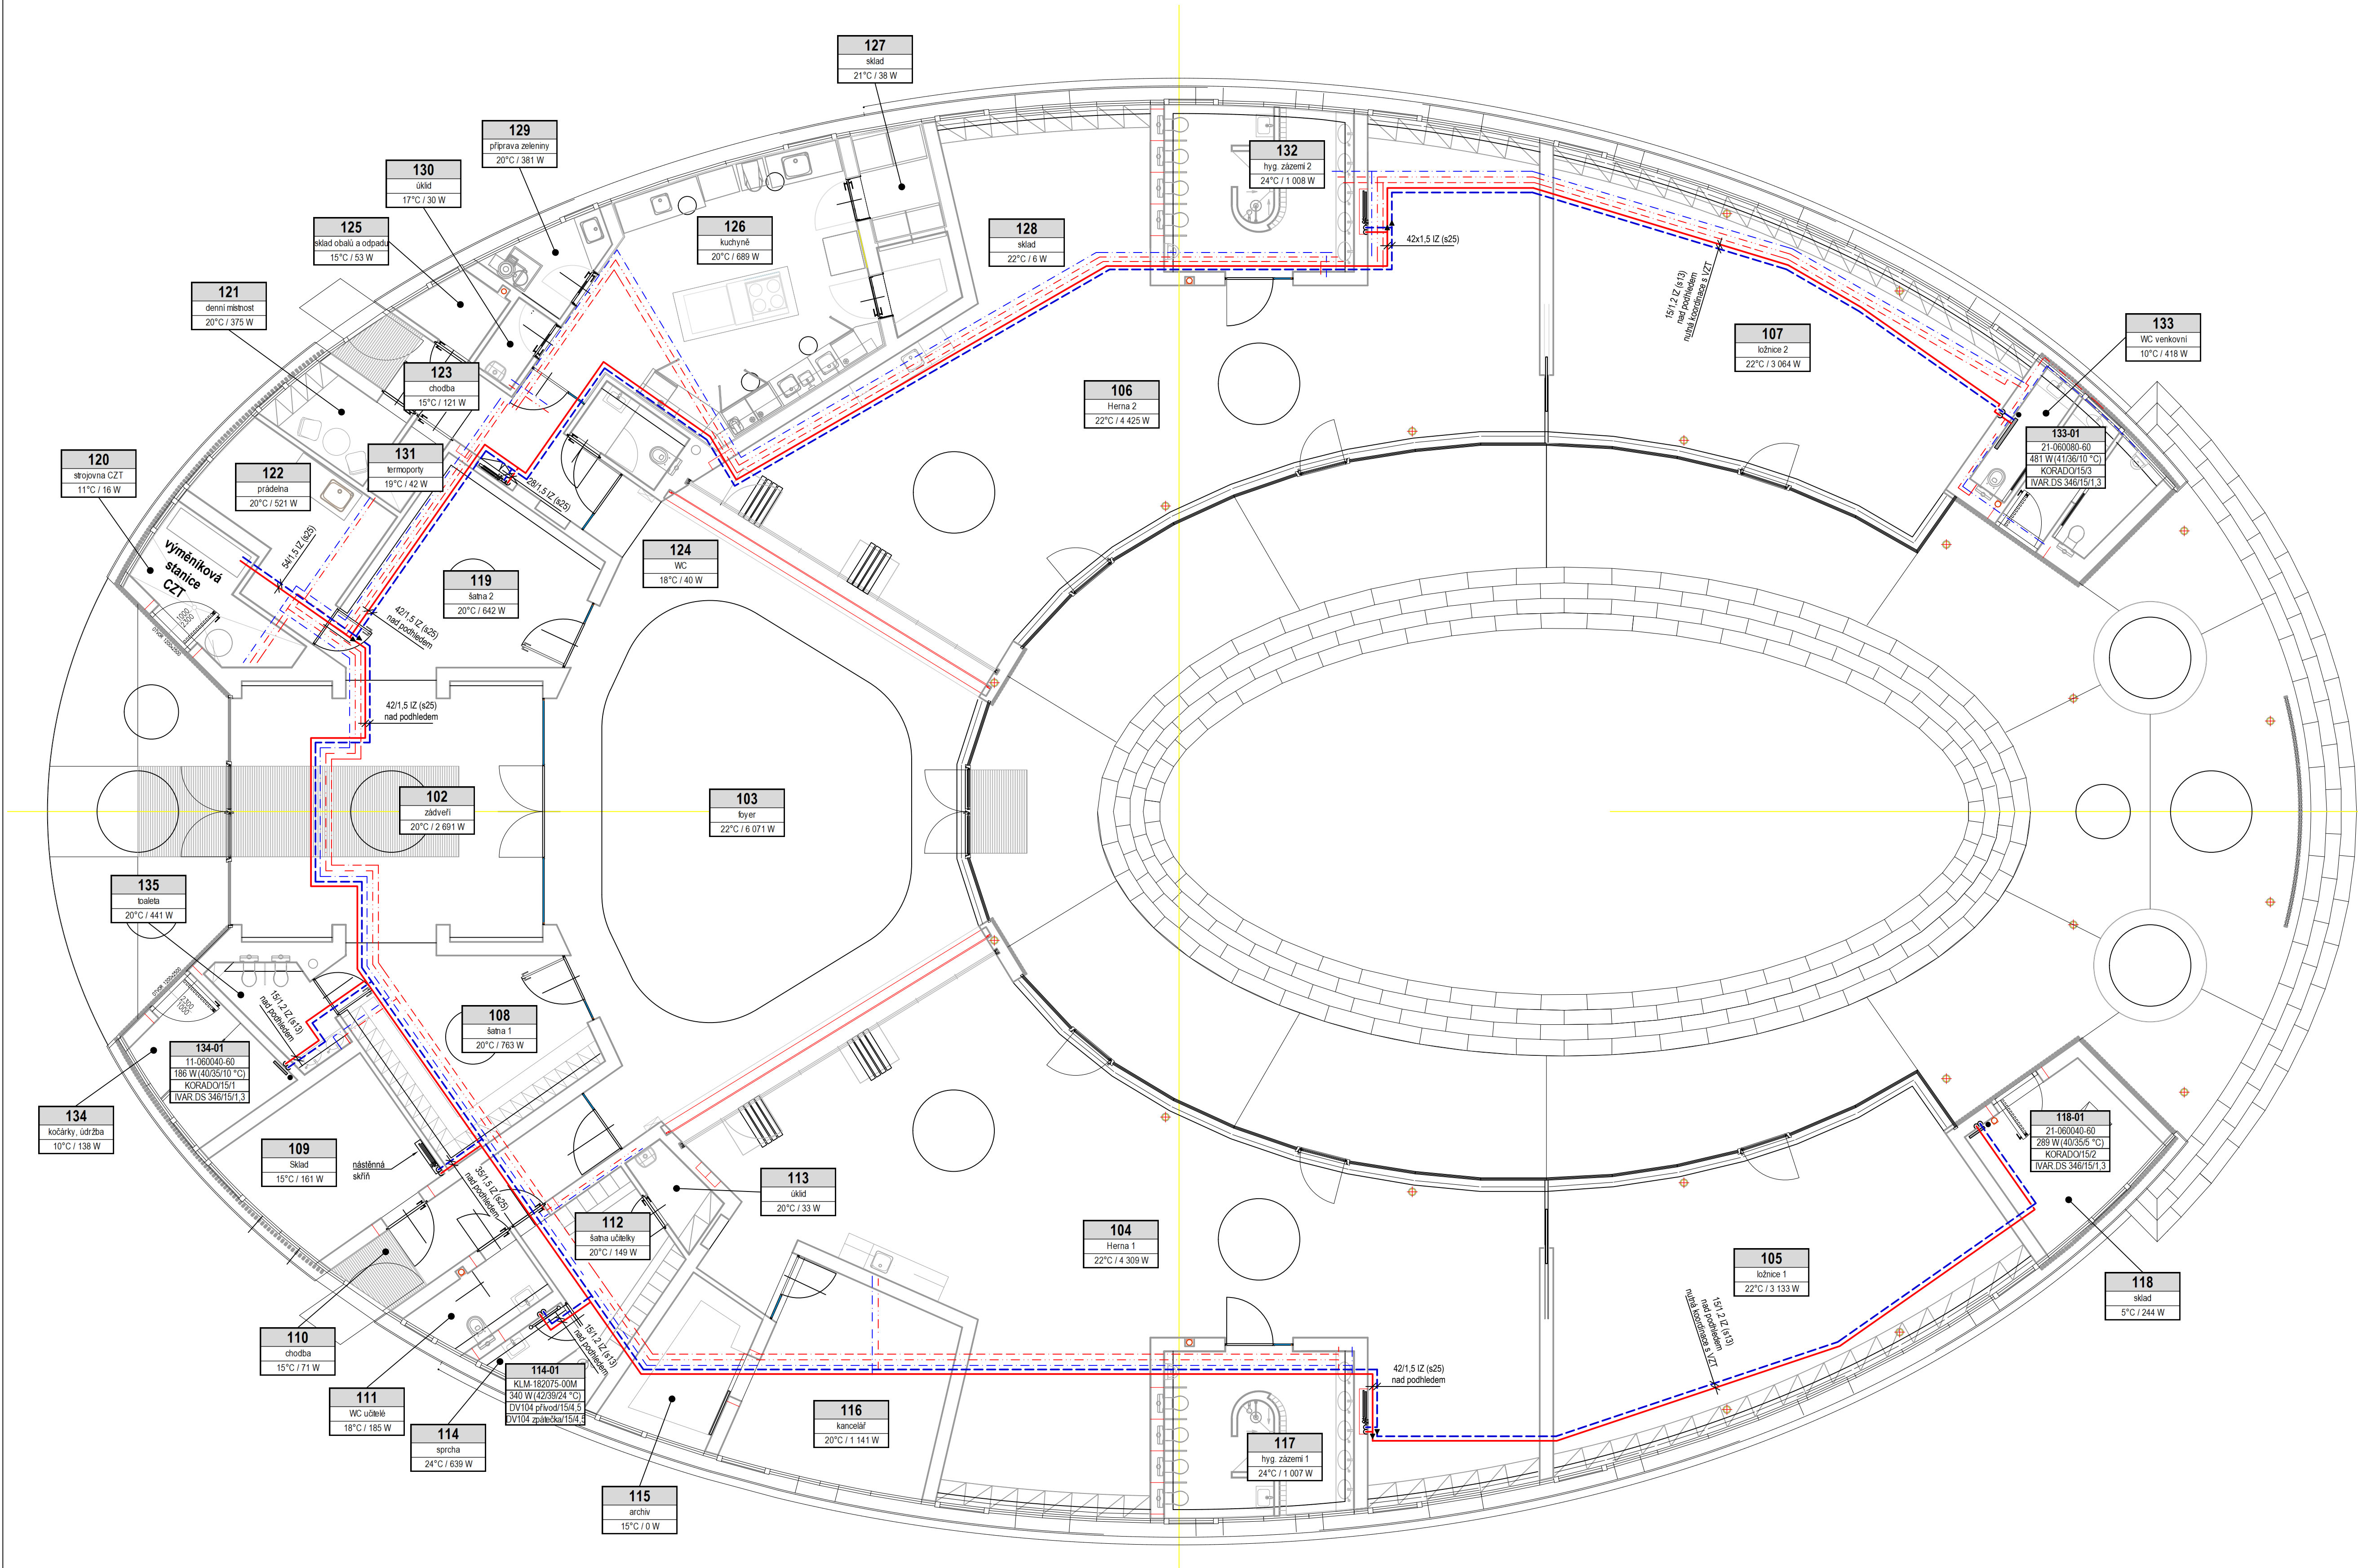 127
sklad
21°C / 38 W
129
příprava zeleniny
20°C / 381 W
130
úklid
17°C / 30 W
132
hyg. zázemí 2
24°C / 1 008 W
125
sklad obalů a odpadu
15°C / 53 W
126
kuchyně
20°C / 689 W
128
sklad
22°C / 6 W
42x1,5 IZ (s25)
15/1,2 IZ (s13)
nad podhledem
nutná koordinace s VZT
121
denní místnost
20°C / 375 W
107
ložnice 2
22°C / 3 064 W
133
WC venkovní
10°C / 418 W
123
chodba
15°C / 121 W
106
Herna 2
22°C / 4 425 W
133-01
21-060080-60
481 W (41/36/10 °C)
KORADO/15/3
IVAR.DS 346/15/1,3
120
strojovna CZT
11°C / 16 W
122
prádelna
20°C / 521 W
131
termoporty
19°C / 42 W
28/1,5 IZ (s25)
54/1,5 IZ (s25)
výměníková
stanice
CZT
124
WC
18°C / 40 W
119
šatna 2
20°C / 642 W
1000
2300
OTVOR 1200x2500
42/1,5 IZ (s25)
nad podhledem
42/1,5 IZ (s25)
nad podhledem
102
zádveří
20°C / 2 691 W
103
foyer
22°C / 6 071 W
135
toaleta
20°C / 441 W
OTVOR 1200x2500
2300
1000
15/1,2 IZ (s13)
nad podhledem
108
šatna 1
20°C / 763 W
134-01
11-060040-60
186 W (40/35/10 °C)
KORADO/15/1
IVAR.DS 346/15/1,3
134
kočárky, údržba
10°C / 138 W
118-01
21-060040-60
289 W (40/35/5 °C)
KORADO/15/2
IVAR.DS 346/15/1,3
109
Sklad
15°C / 161 W
nástěnná
skříň
35/1,5 IZ (s25)
nad podhledem
113
úklid
20°C / 33 W
112
šatna učitelky
20°C / 149 W
104
Herna 1
22°C / 4 309 W
105
ložnice 1
22°C / 3 133 W
118
sklad
5°C / 244 W
15/1,2 IZ (s13)
nad podhledem
nutná koordinace s VZT
110
chodba
15°C / 71 W
15/1,2 IZ (s13)
nad podhledem
114-01
KLM-182075-00M
340 W (42/39/24 °C)
DV104 přívod/15/4,5
DV104 zpátečka/15/4,5
42/1,5 IZ (s25)
nad podhledem
111
WC učitelé
18°C / 185 W
114
sprcha
24°C / 639 W
116
kancelář
20°C / 1 141 W
117
hyg. zázemí 1
24°C / 1 007 W
115
archiv
15°C / 0 W